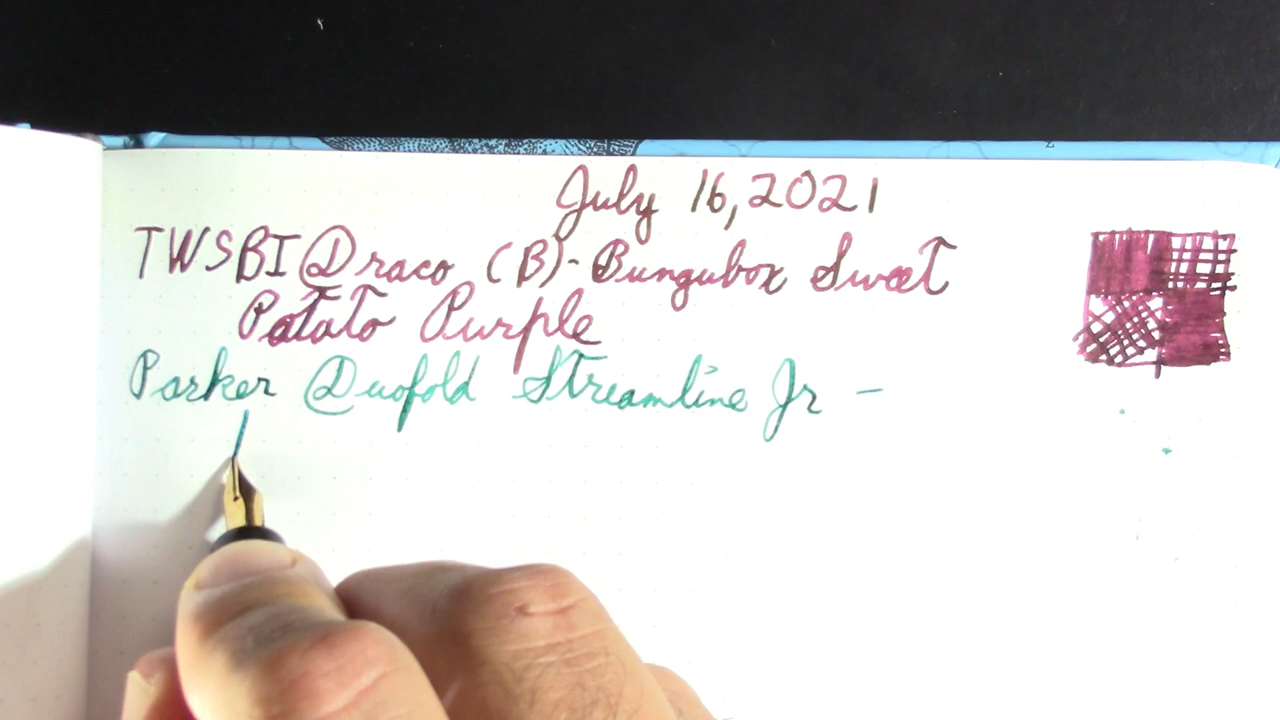 July 16, 2021
TWSBI Draco (B) - Bungubox Sweet
Potato Purple
Parker Duofold Streamline Jr -